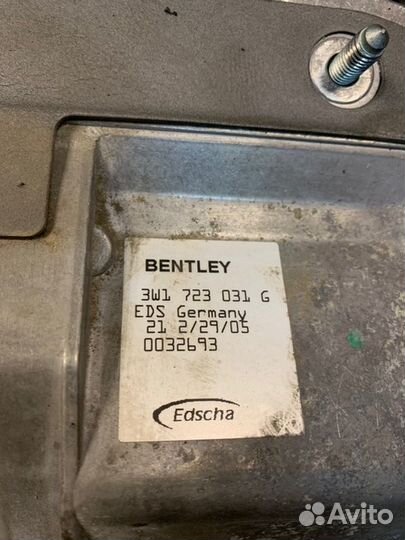 BENTLEY
3W1 723 031 G
EDS Germany
21 2/29/05
0032693
Edscha
Avito